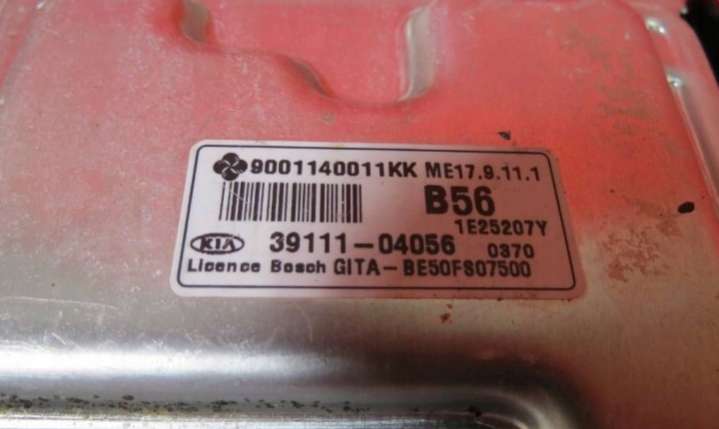 9001140011KK ME17.9.11.1
B56
1E25207Y
KIA 39111-04056 0370
Licence Bosch GITA-BE50FS07500